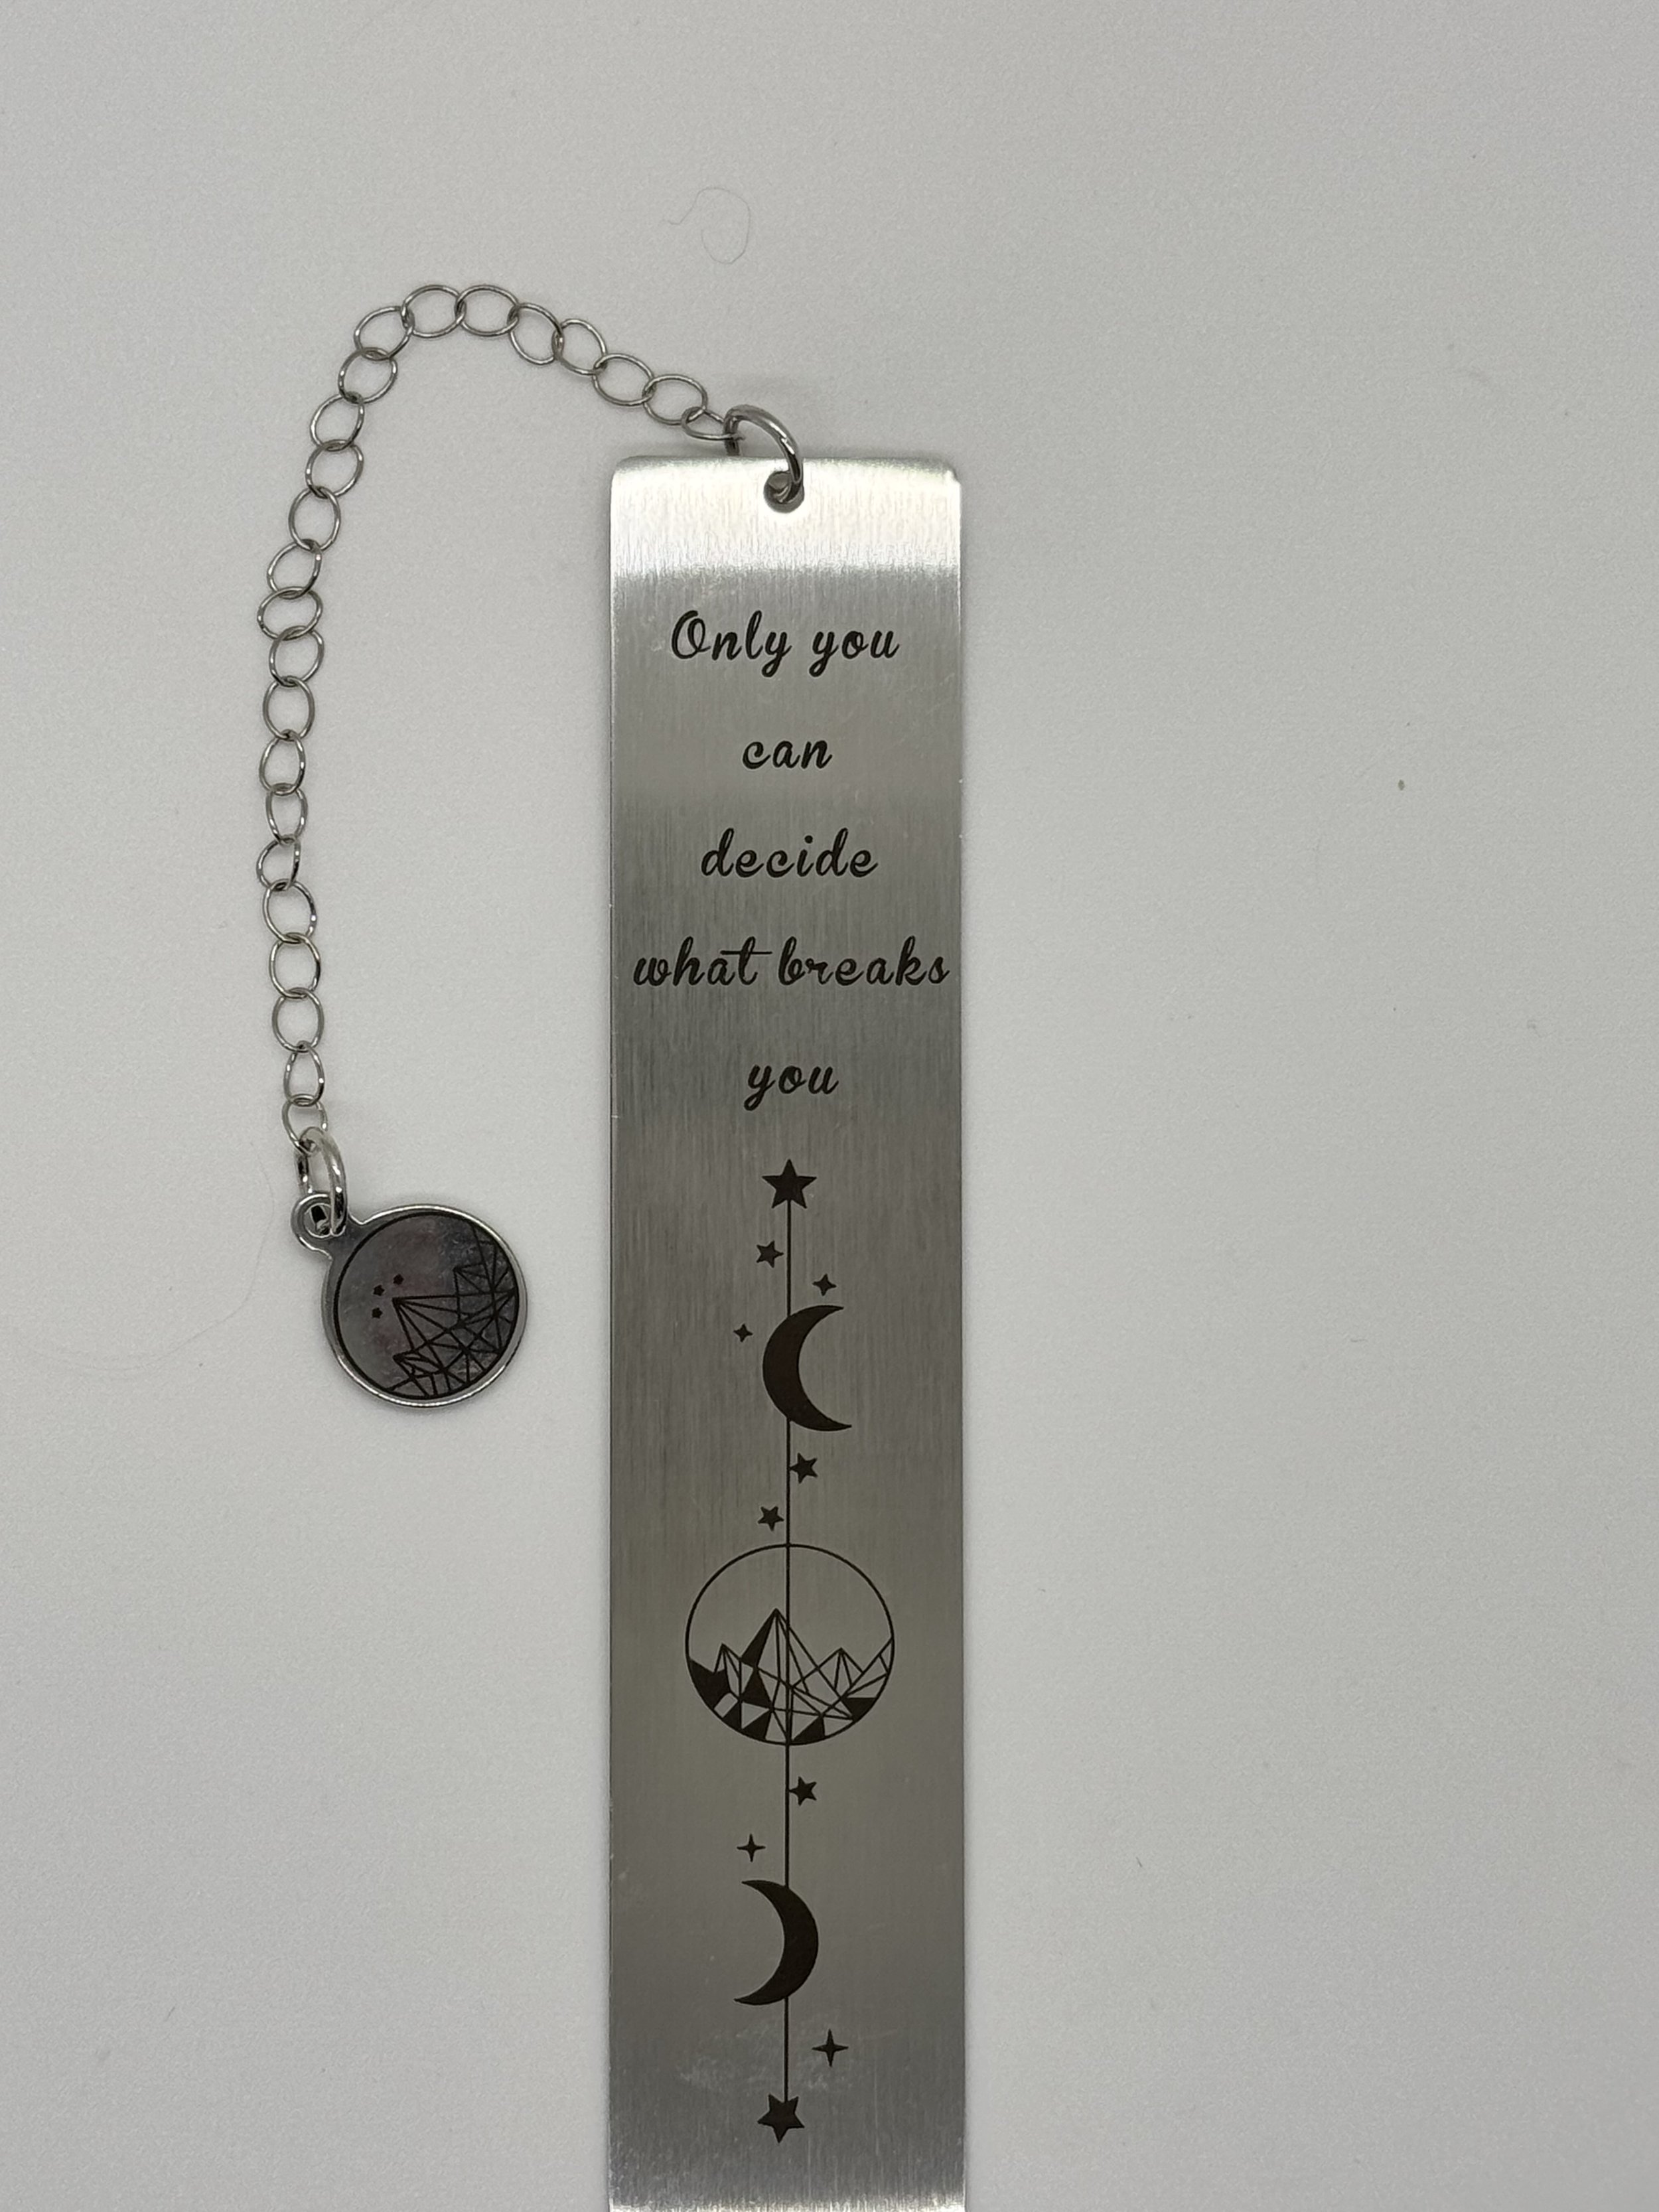 Only you
can
decide
what breaks
you